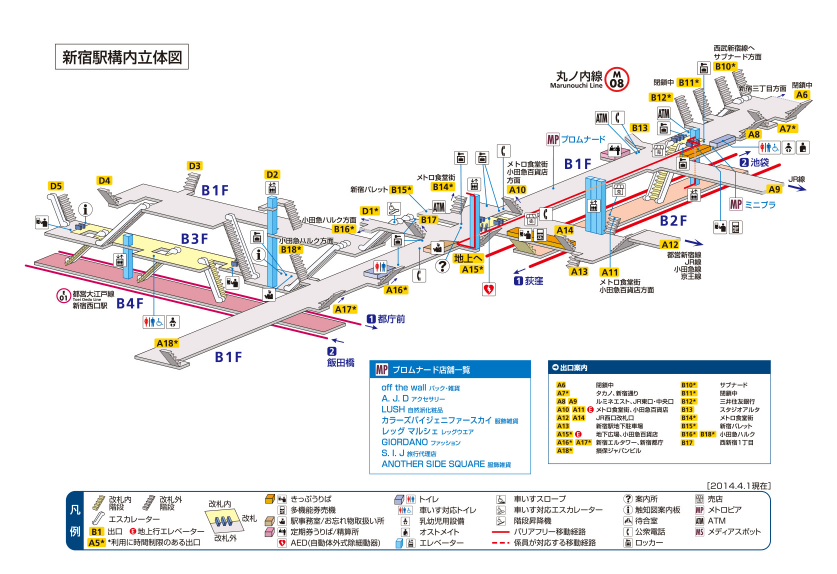 新宿駅構内立体図
丸ノ内線
Marunouchi Line
M
08
西武新宿線へ
サブナード方面
B10*
閉鎖中
B11*
新宿三丁目方面
閉鎖中
A6
B12*
ATM
A7*
A8
B13
MP プロムナード
B1F
2 池袋
JR線
A9
MP ミニプラ
メトロ食堂街
小田急百貨店
方面
A10
メトロ食堂街
B14*
新宿パレット B15*
D3
D4
D5
D2
B1F
D1*
ATM
B17
小田急ハルク方面
B16*
小田急ハルク方面
B18*
B3F
B2F
A14
A12
都営新宿線
JR線
小田急線
京王線
A13
A11
メトロ食堂街
小田急百貨店方面
地上へ
A15*
1 荻窪
A16*
A17*
1 都庁前
2
飯田橋
E
01
都営大江戸線
Toei Oedo Line
新宿西口駅
B4F
A18*
B1F
MP プロムナード店舗一覧
off the wall バック・雑貨
A. J. D アクセサリー
LUSH 自然派化粧品
カラーズバイジェニファースカイ 服飾雑貨
レッグ マルシェ レッグウエア
GIORDANO ファッション
S. I. J 旅行代理店
ANOTHER SIDE SQUARE 服飾雑貨
出口案内
A6 閉鎖中
A7* タカノ、新宿通り
A8 A9 ルミネエスト、JR東口・中央口
A10 A11 E メトロ食堂街、小田急百貨店
A12 A14 JR西口改札口
A13 新宿駅地下駐車場
A15* E 地下広場、小田急百貨店
A16* A17* 新宿エルタワー、新宿都庁
A18* 損保ジャパンビル
B10* サブナード
B11* 閉鎖中
B12* 三井住友銀行
B13 スタジオアルタ
B14* メトロ食堂街
B15* 新宿パレット
B16* B18* 小田急ハルク
B17 西新宿1丁目
[2014.4.1現在]
凡例
改札内
階段
改札外
階段
エスカレーター
B1 出口 E 地上行エレベーター
A5* *利用に時間制限のある出口
改札内
改札
改札外
きっぷうりば
多機能券売機
駅事務室/お忘れ物取扱い所
定期券うりば/精算所
AED(自動体外式除細動器)
トイレ
車いす対応トイレ
乳幼児用設備
オストメイト
エレベーター
車いすスロープ
車いす対応エスカレーター
階段昇降機
バリアフリー移動経路
係員が対応する移動経路
? 案内所
触知図案内板
待合室
公衆電話
ロッカー
売店
MP メトロピア
ATM ATM
MS メディアスポット